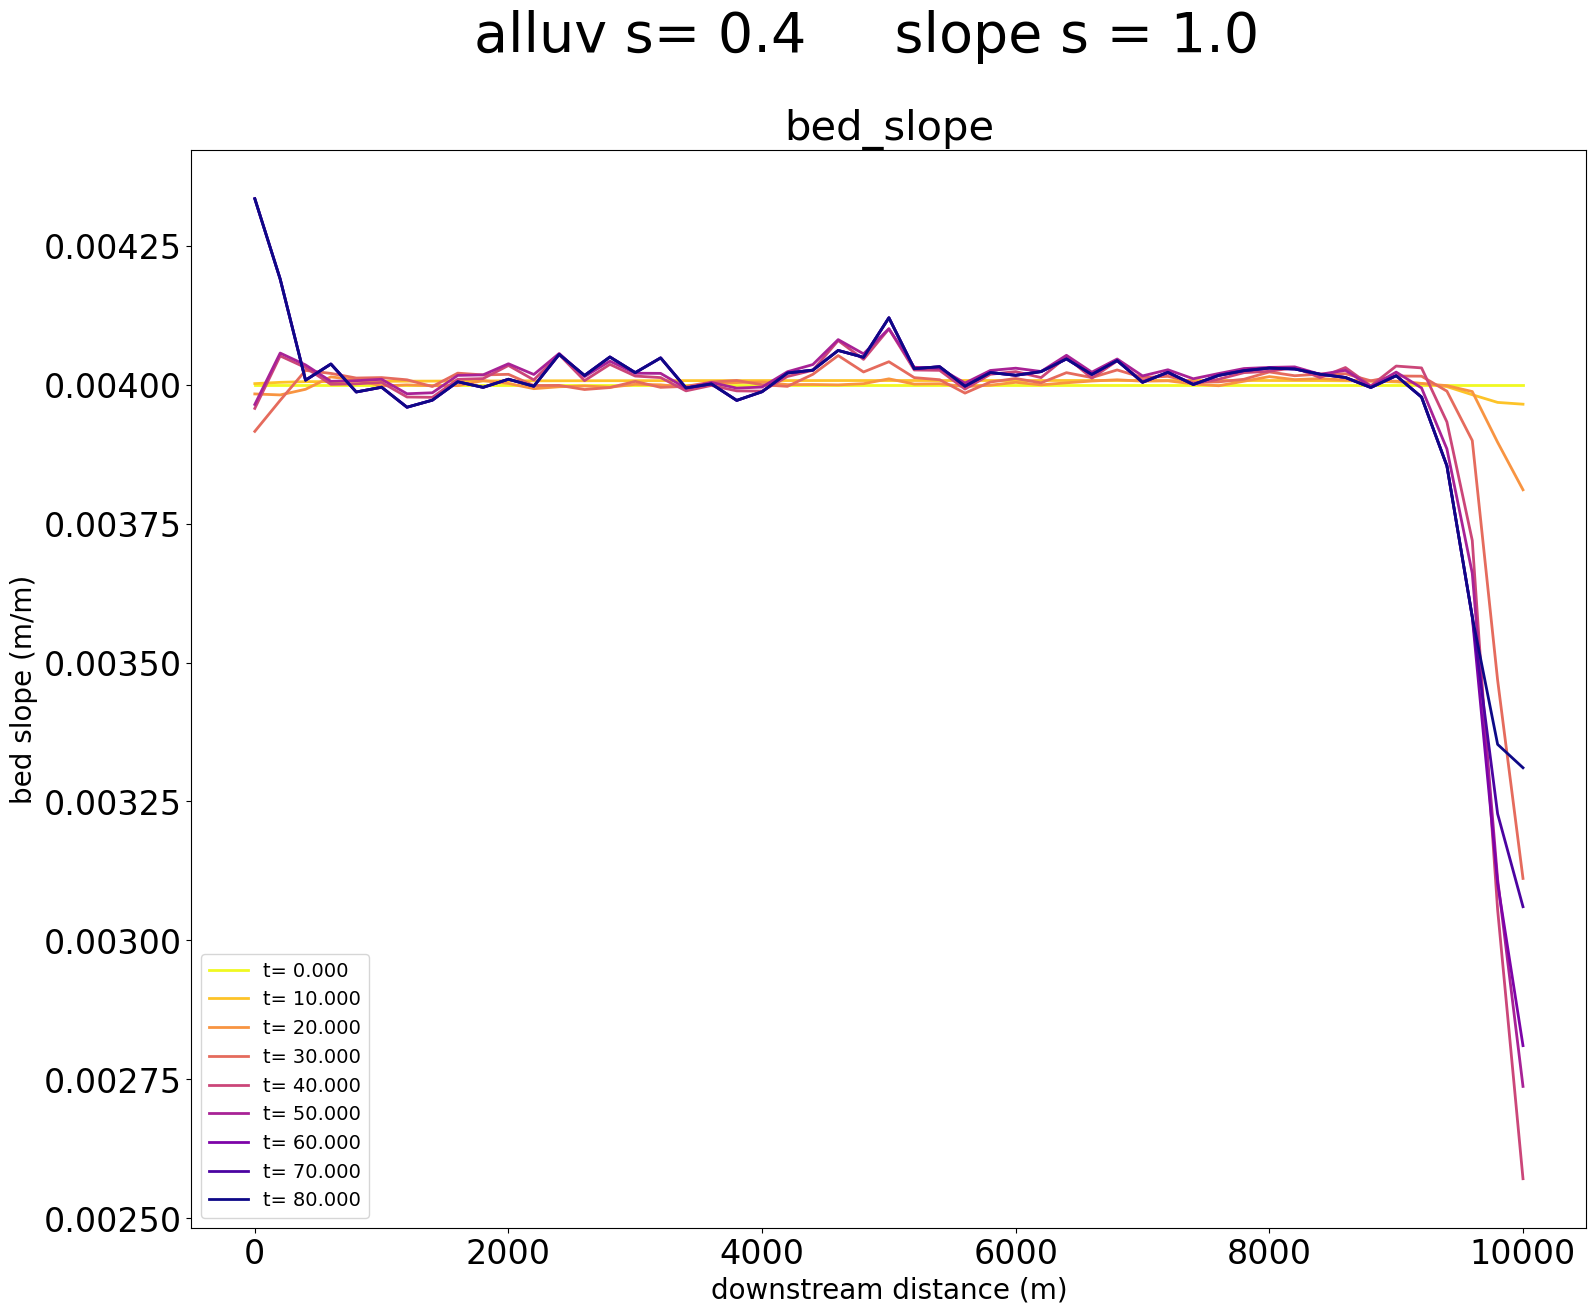 alluv s= 0.4 slope s = 1.0
bed_slope
bed slope (m/m)
0.00425
0.00400
0.00375
0.00350
0.00325
0.00300
0.00275
0.00250
t= 0.000
t= 10.000
t= 20.000
t= 30.000
t= 40.000
t= 50.000
t= 60.000
t= 70.000
t= 80.000
0 2000 4000 6000 8000 10000
downstream distance (m)